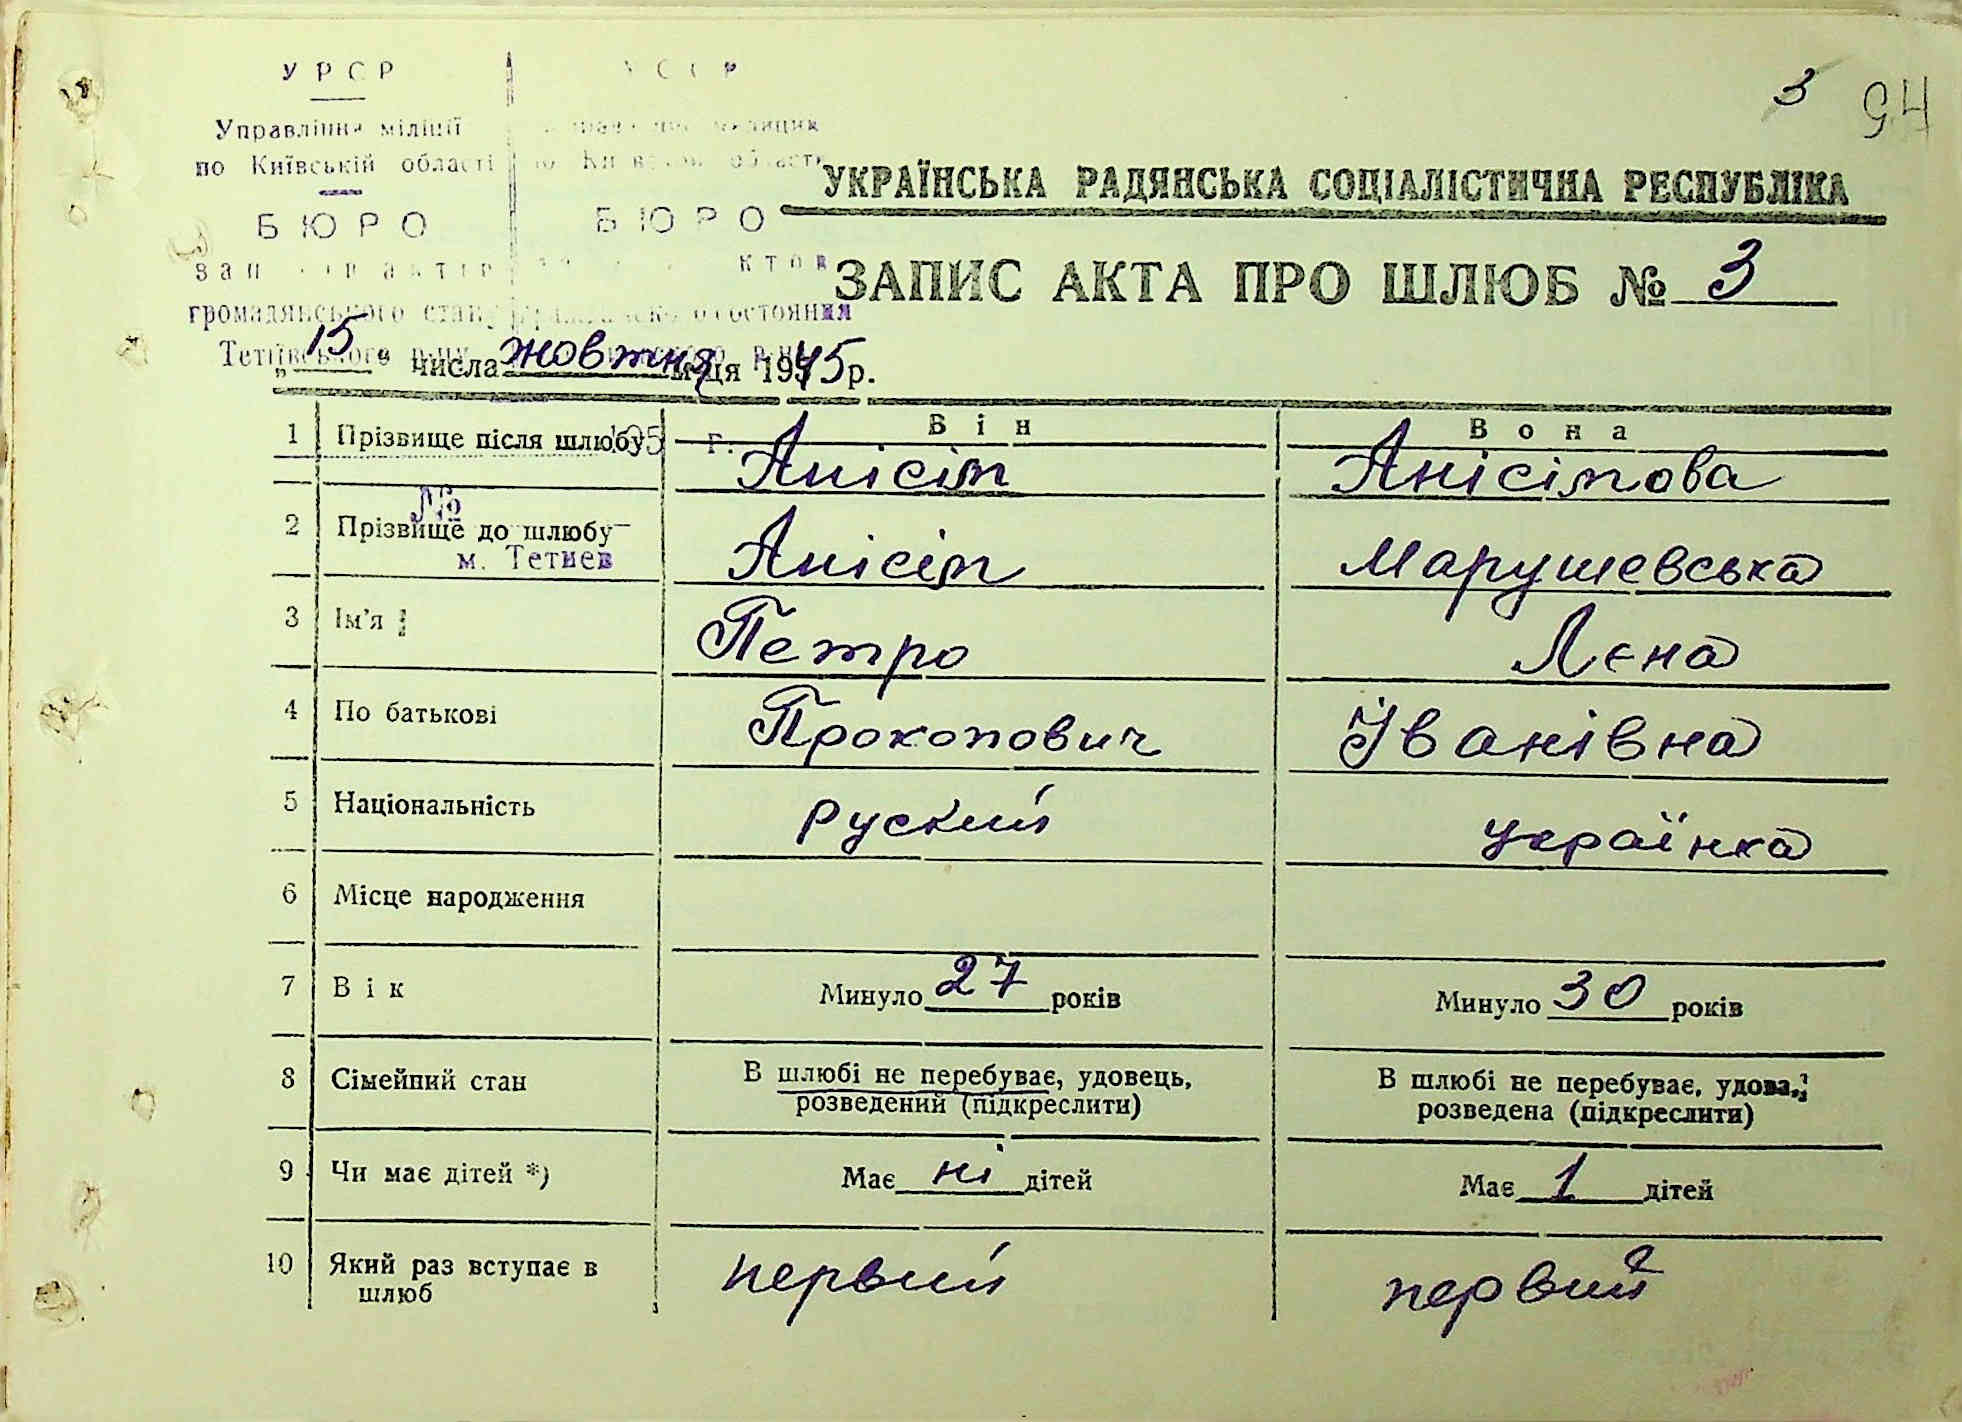 3 94
УРСР
Управління міліції
по Київській області
БЮРО
громадянського стану
УССР
БЮРО
УКРАЇНСЬКА РАДЯНСЬКА СОЦІАЛІСТИЧНА РЕСПУБЛІКА
ЗАПИС АКТА ПРО ШЛЮБ № 3
„15" числа жовтня м-ця 1945 р.
Він Вона
1 Прізвище після шлюбу Анісім Анісімова
№
2 Прізвище до шлюбу Анісім Марушевська
м. Тетиев
3 Ім'я Петро Лєна
4 По батькові Прокопович Іванівна
5 Національність руский українка
6 Місце народження
7 Вік Минуло 27 років Минуло 30 років
8 Сімейний стан В шлюбі не перебуває, удовець, розведений (підкреслити) В шлюбі не перебуває, удова, розведена (підкреслити)
9 Чи має дітей *) Має ні дітей Має 1 дітей
10 Який раз вступає в шлюб первий первий